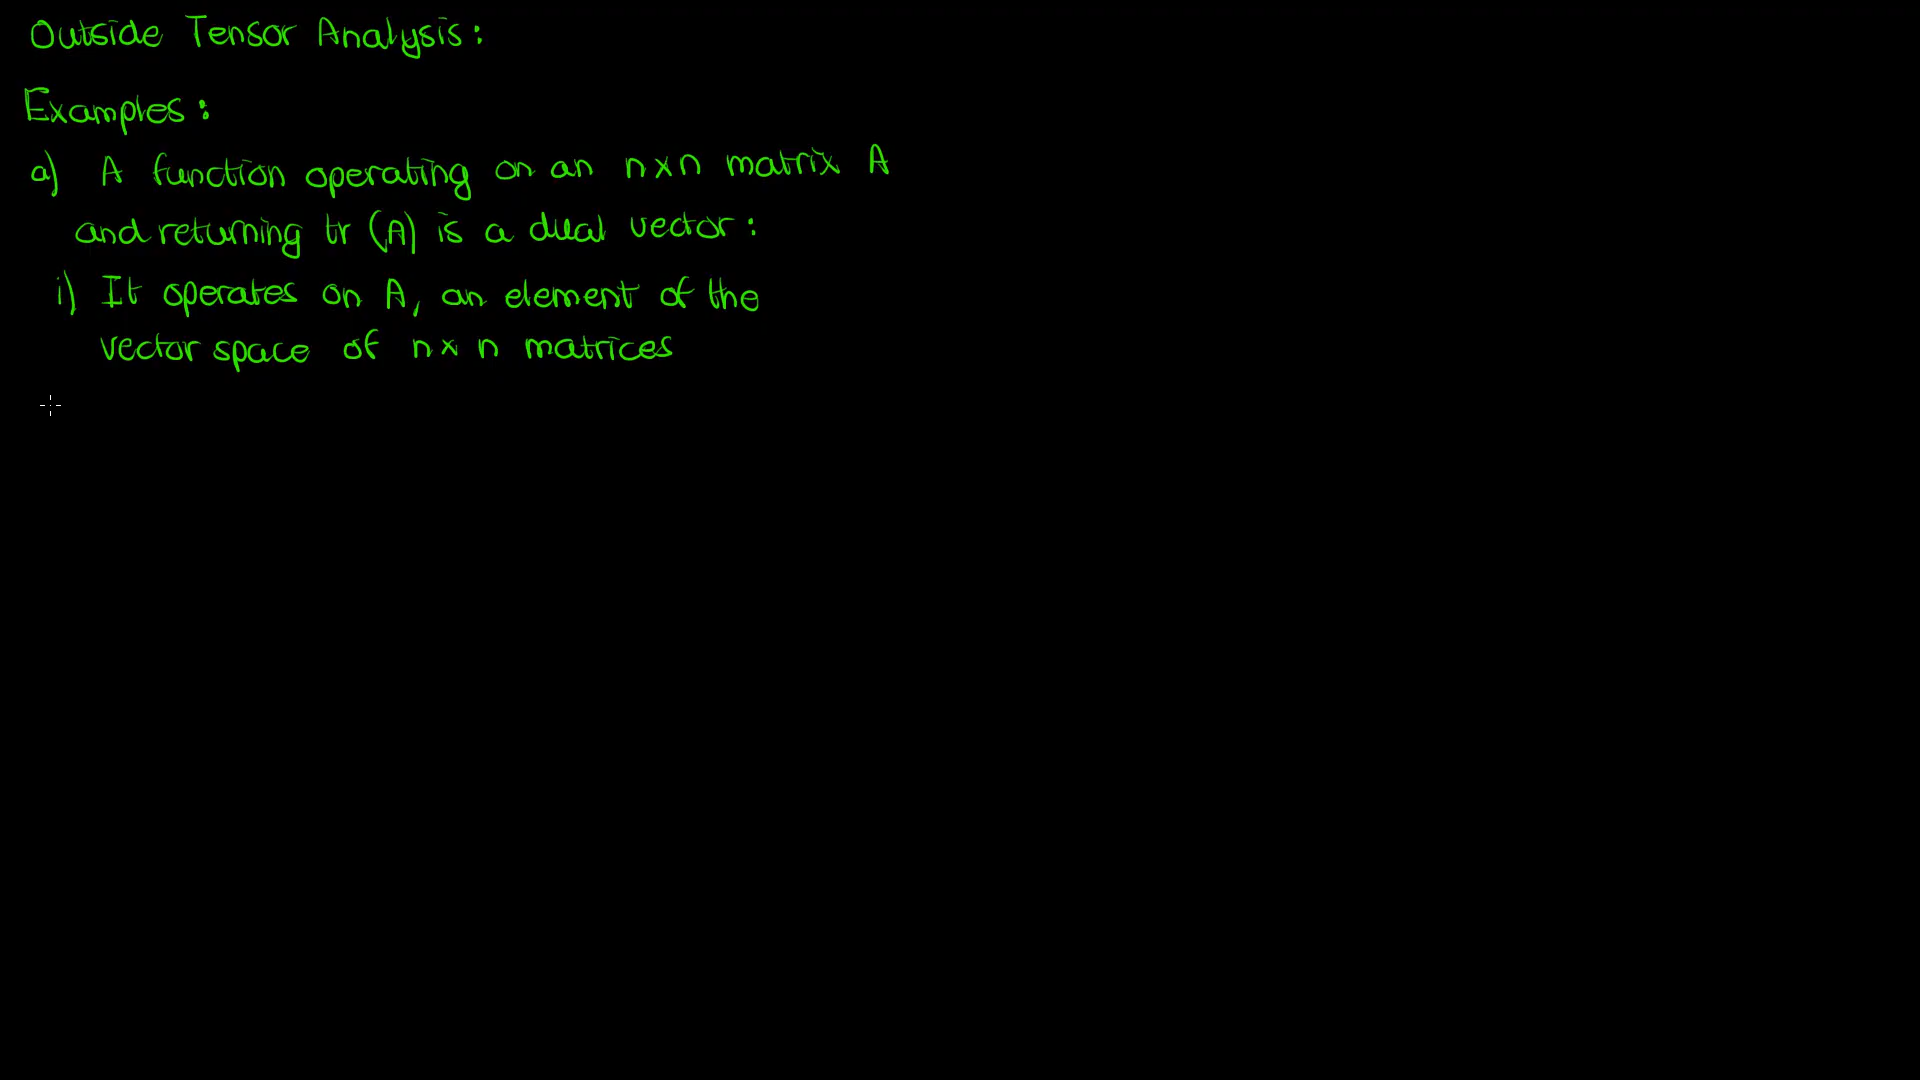 Outside Tensor Analysis:
Examples:
a) A function operating on an n×n matrix A
and returning tr (A) is a dual vector:
i) It operates on A, an element of the
vector space of n× n matrices